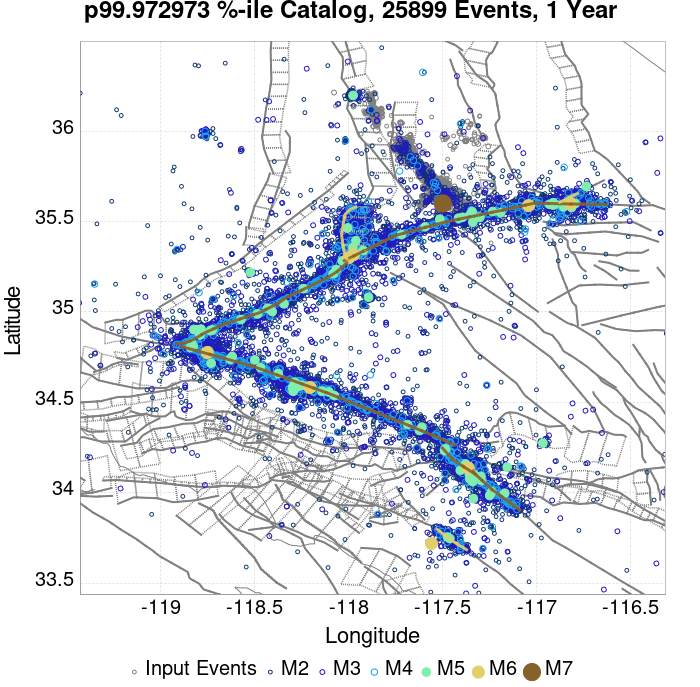 p99.972973 %-ile Catalog, 25899 Events, 1 Year
36
35.5
35
34.5
34
33.5
Latitude
-119 -118.5 -118 -117.5 -117 -116.5
Longitude
Input Events M2 M3 M4 M5 M6 M7